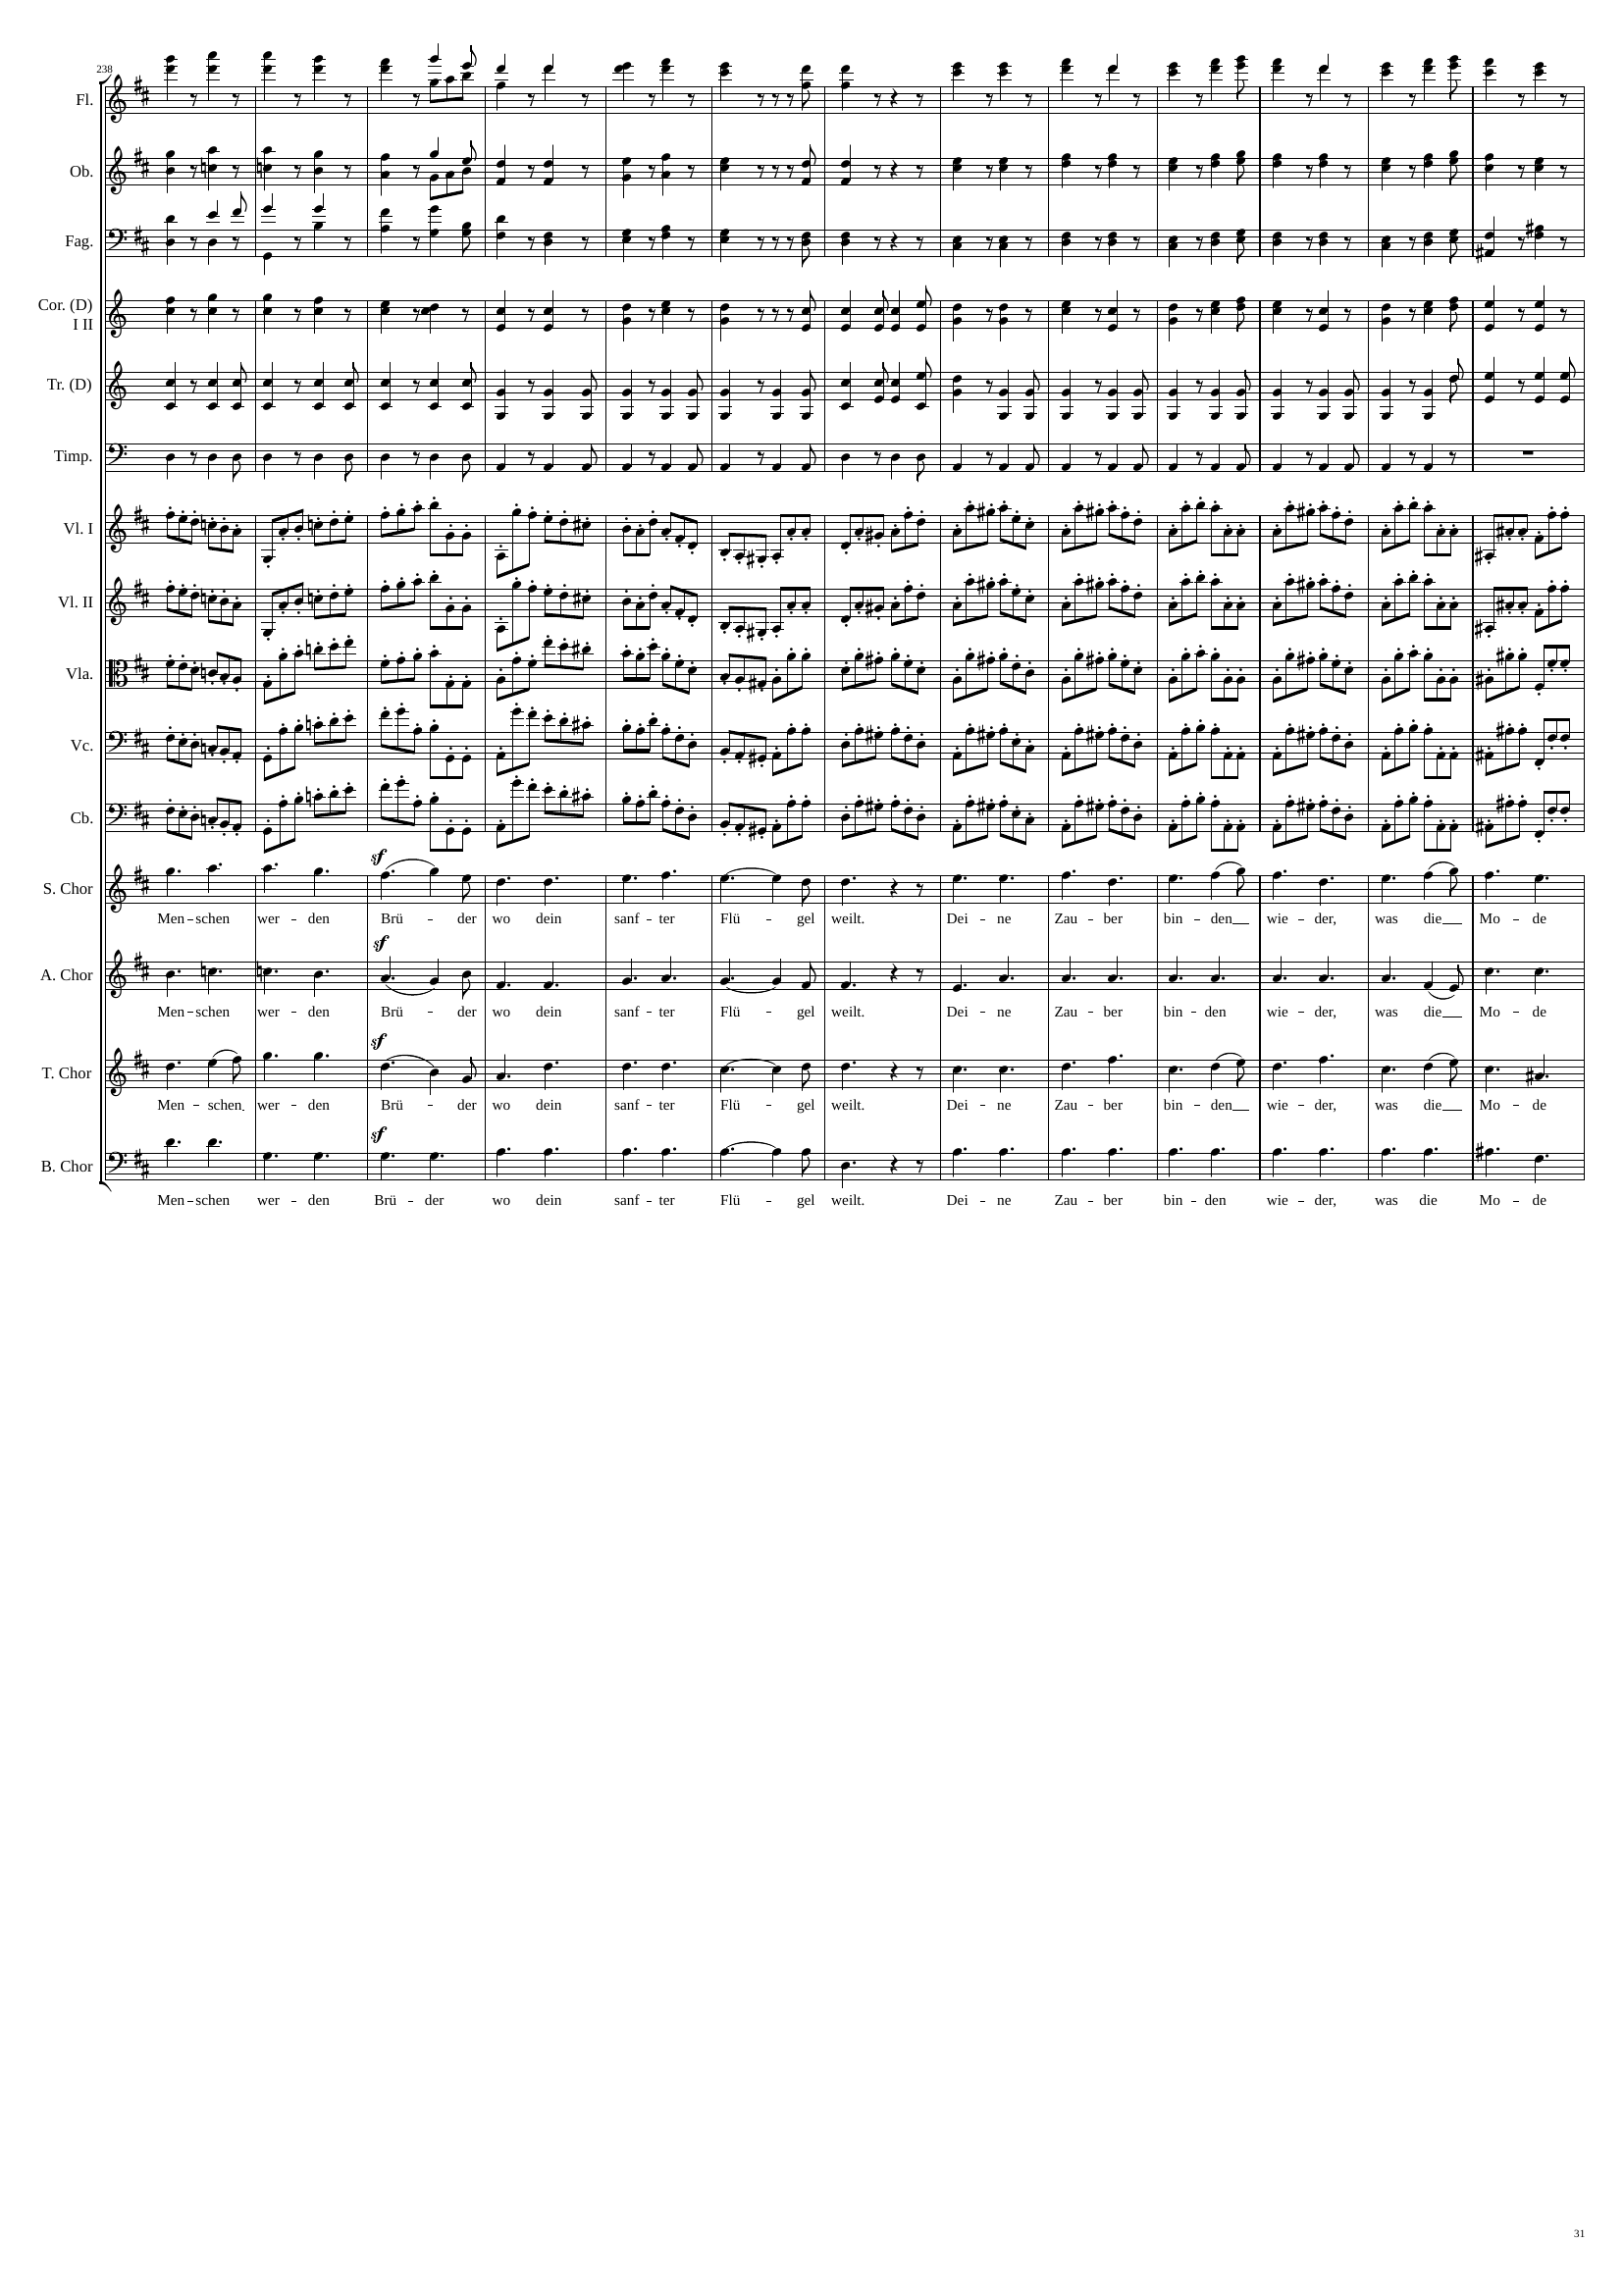 238
Fl.
Ob.
Fag.
Cor. (D)
I II
Tr. (D)
Timp.
Vl. I
Vl. II
Vla.
Vc.
Cb.
sf
S. Chor
Men – schen wer – den Brü – der wo dein sanf – ter Flü – gel weilt. Dei – ne Zau – ber bin – den__ wie – der, was die__ Mo – de
sf
A. Chor
Men – schen wer – den Brü – der wo dein sanf – ter Flü – gel weilt. Dei – ne Zau – ber bin – den wie – der, was die__ Mo – de
sf
T. Chor
Men – schen_ wer – den Brü – der wo dein sanf – ter Flü – gel weilt. Dei – ne Zau – ber bin – den__ wie – der, was die__ Mo – de
sf
B. Chor
Men – schen wer – den Brü – der wo dein sanf – ter Flü – gel weilt. Dei – ne Zau – ber bin – den wie – der, was die Mo – de
31